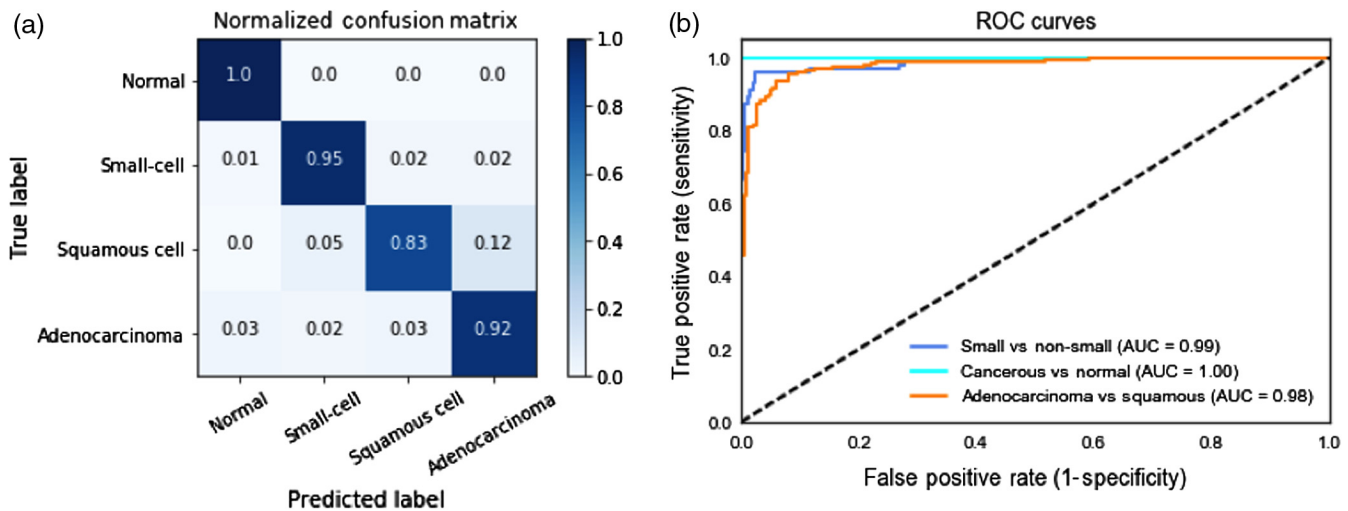 (a)
Normalized confusion matrix
True label
Normal
1.0 0.0 0.0 0.0
Small-cell
0.01 0.95 0.02 0.02
Squamous cell
0.0 0.05 0.83 0.12
Adenocarcinoma
0.03 0.02 0.03 0.92
Normal
Small-cell
Squamous cell
Adenocarcinoma
Predicted label
1.0
0.8
0.6
0.4
0.2
0.0
(b)
ROC curves
True positive rate (sensitivity)
1.0
0.8
0.6
0.4
0.2
0.0
Small vs non-small (AUC = 0.99)
Cancerous vs normal (AUC = 1.00)
Adenocarcinoma vs squamous (AUC = 0.98)
0.0 0.2 0.4 0.6 0.8 1.0
False positive rate (1-specificity)